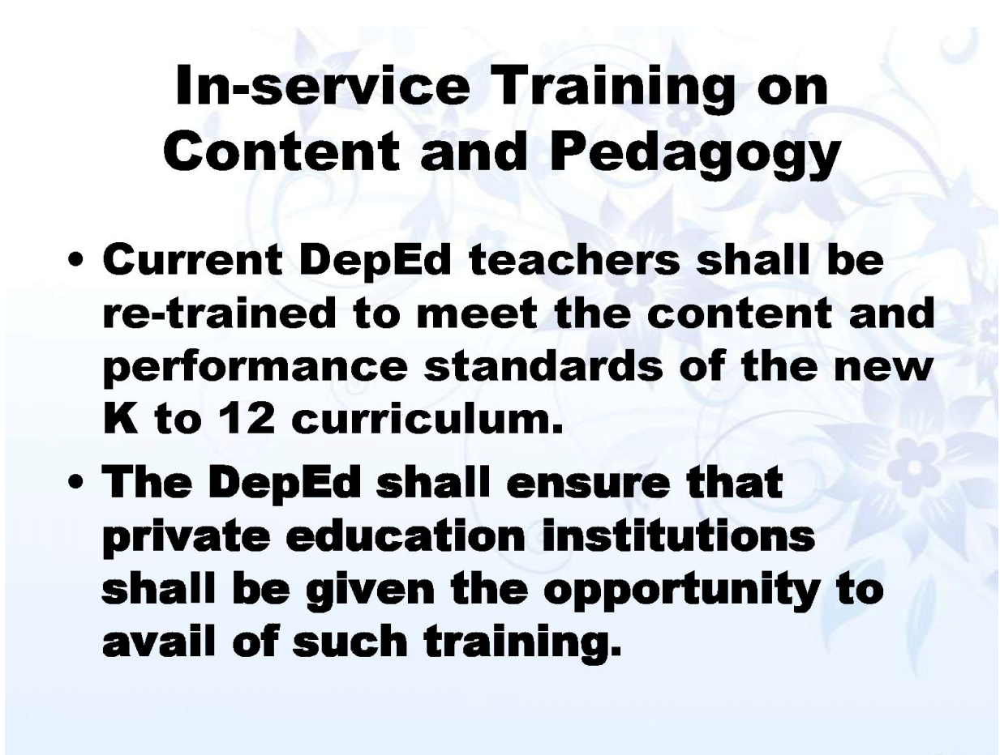 In-service Training on
Content and Pedagogy
• Current DepEd teachers shall be
re-trained to meet the content and
performance standards of the new
K to 12 curriculum.
• The DepEd shall ensure that
private education institutions
shall be given the opportunity to
avail of such training.